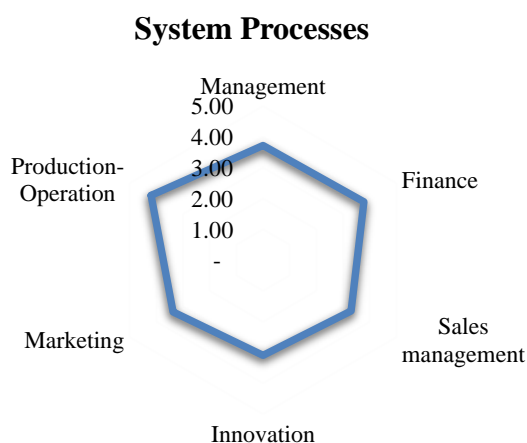 System Processes
Management
5.00
4.00
3.00
2.00
1.00
-
Finance
Sales
management
Innovation
Marketing
Production-
Operation